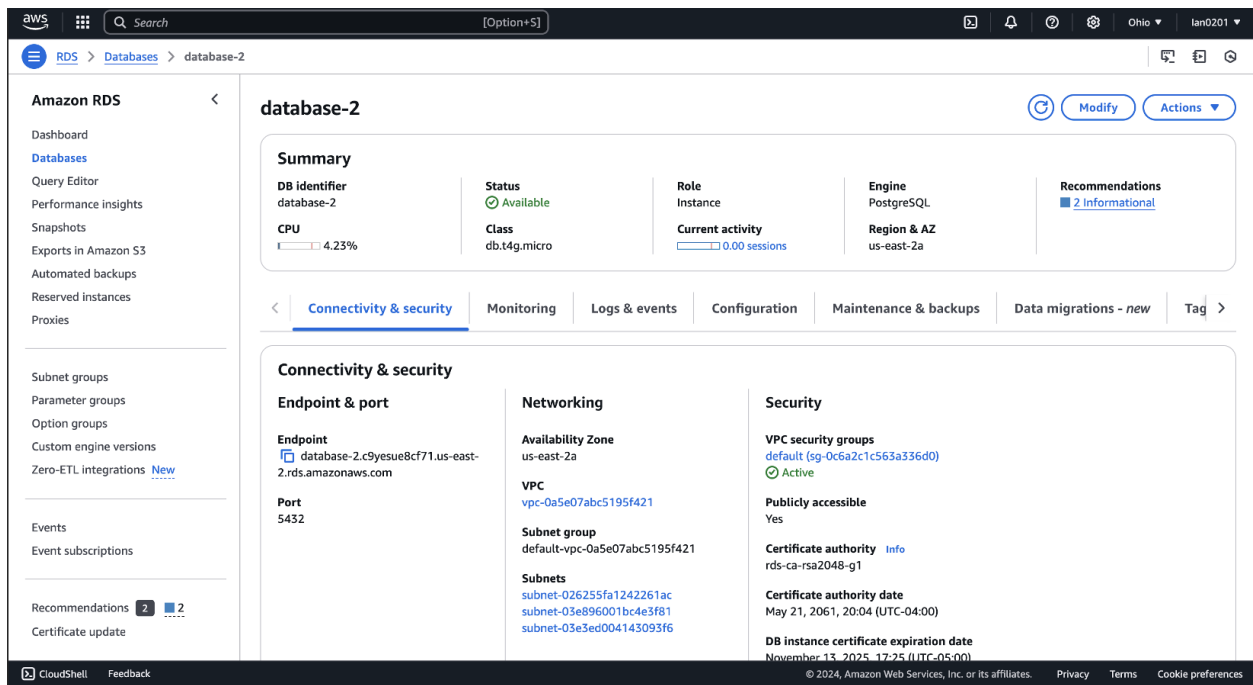 aws
Search [Option+S]
Ohio ▼
lan0201 ▼
RDS > Databases > database-2
Amazon RDS
Dashboard
Databases
Query Editor
Performance insights
Snapshots
Exports in Amazon S3
Automated backups
Reserved instances
Proxies
Subnet groups
Parameter groups
Option groups
Custom engine versions
Zero-ETL integrations New
Events
Event subscriptions
Recommendations 2 2
Certificate update
database-2
Modify
Actions ▼
Summary
DB identifier
database-2
CPU
4.23%
Status
Available
Class
db.t4g.micro
Role
Instance
Current activity
0.00 sessions
Engine
PostgreSQL
Region & AZ
us-east-2a
Recommendations
2 Informational
Connectivity & security
Monitoring
Logs & events
Configuration
Maintenance & backups
Data migrations - new
Tag
Connectivity & security
Endpoint & port
Endpoint
database-2.c9yesue8cf71.us-east-
2.rds.amazonaws.com
Port
5432
Networking
Availability Zone
us-east-2a
VPC
vpc-0a5e07abc5195f421
Subnet group
default-vpc-0a5e07abc5195f421
Subnets
subnet-026255fa1242261ac
subnet-03e896001bc4e3f81
subnet-03e3ed004143093f6
Security
VPC security groups
default (sg-0c6a2c1c563a336d0)
Active
Publicly accessible
Yes
Certificate authority Info
rds-ca-rsa2048-g1
Certificate authority date
May 21, 2061, 20:04 (UTC-04:00)
DB instance certificate expiration date
November 13, 2025, 17:25 (UTC-05:00)
CloudShell
Feedback
© 2024, Amazon Web Services, Inc. or its affiliates.
Privacy
Terms
Cookie preferences